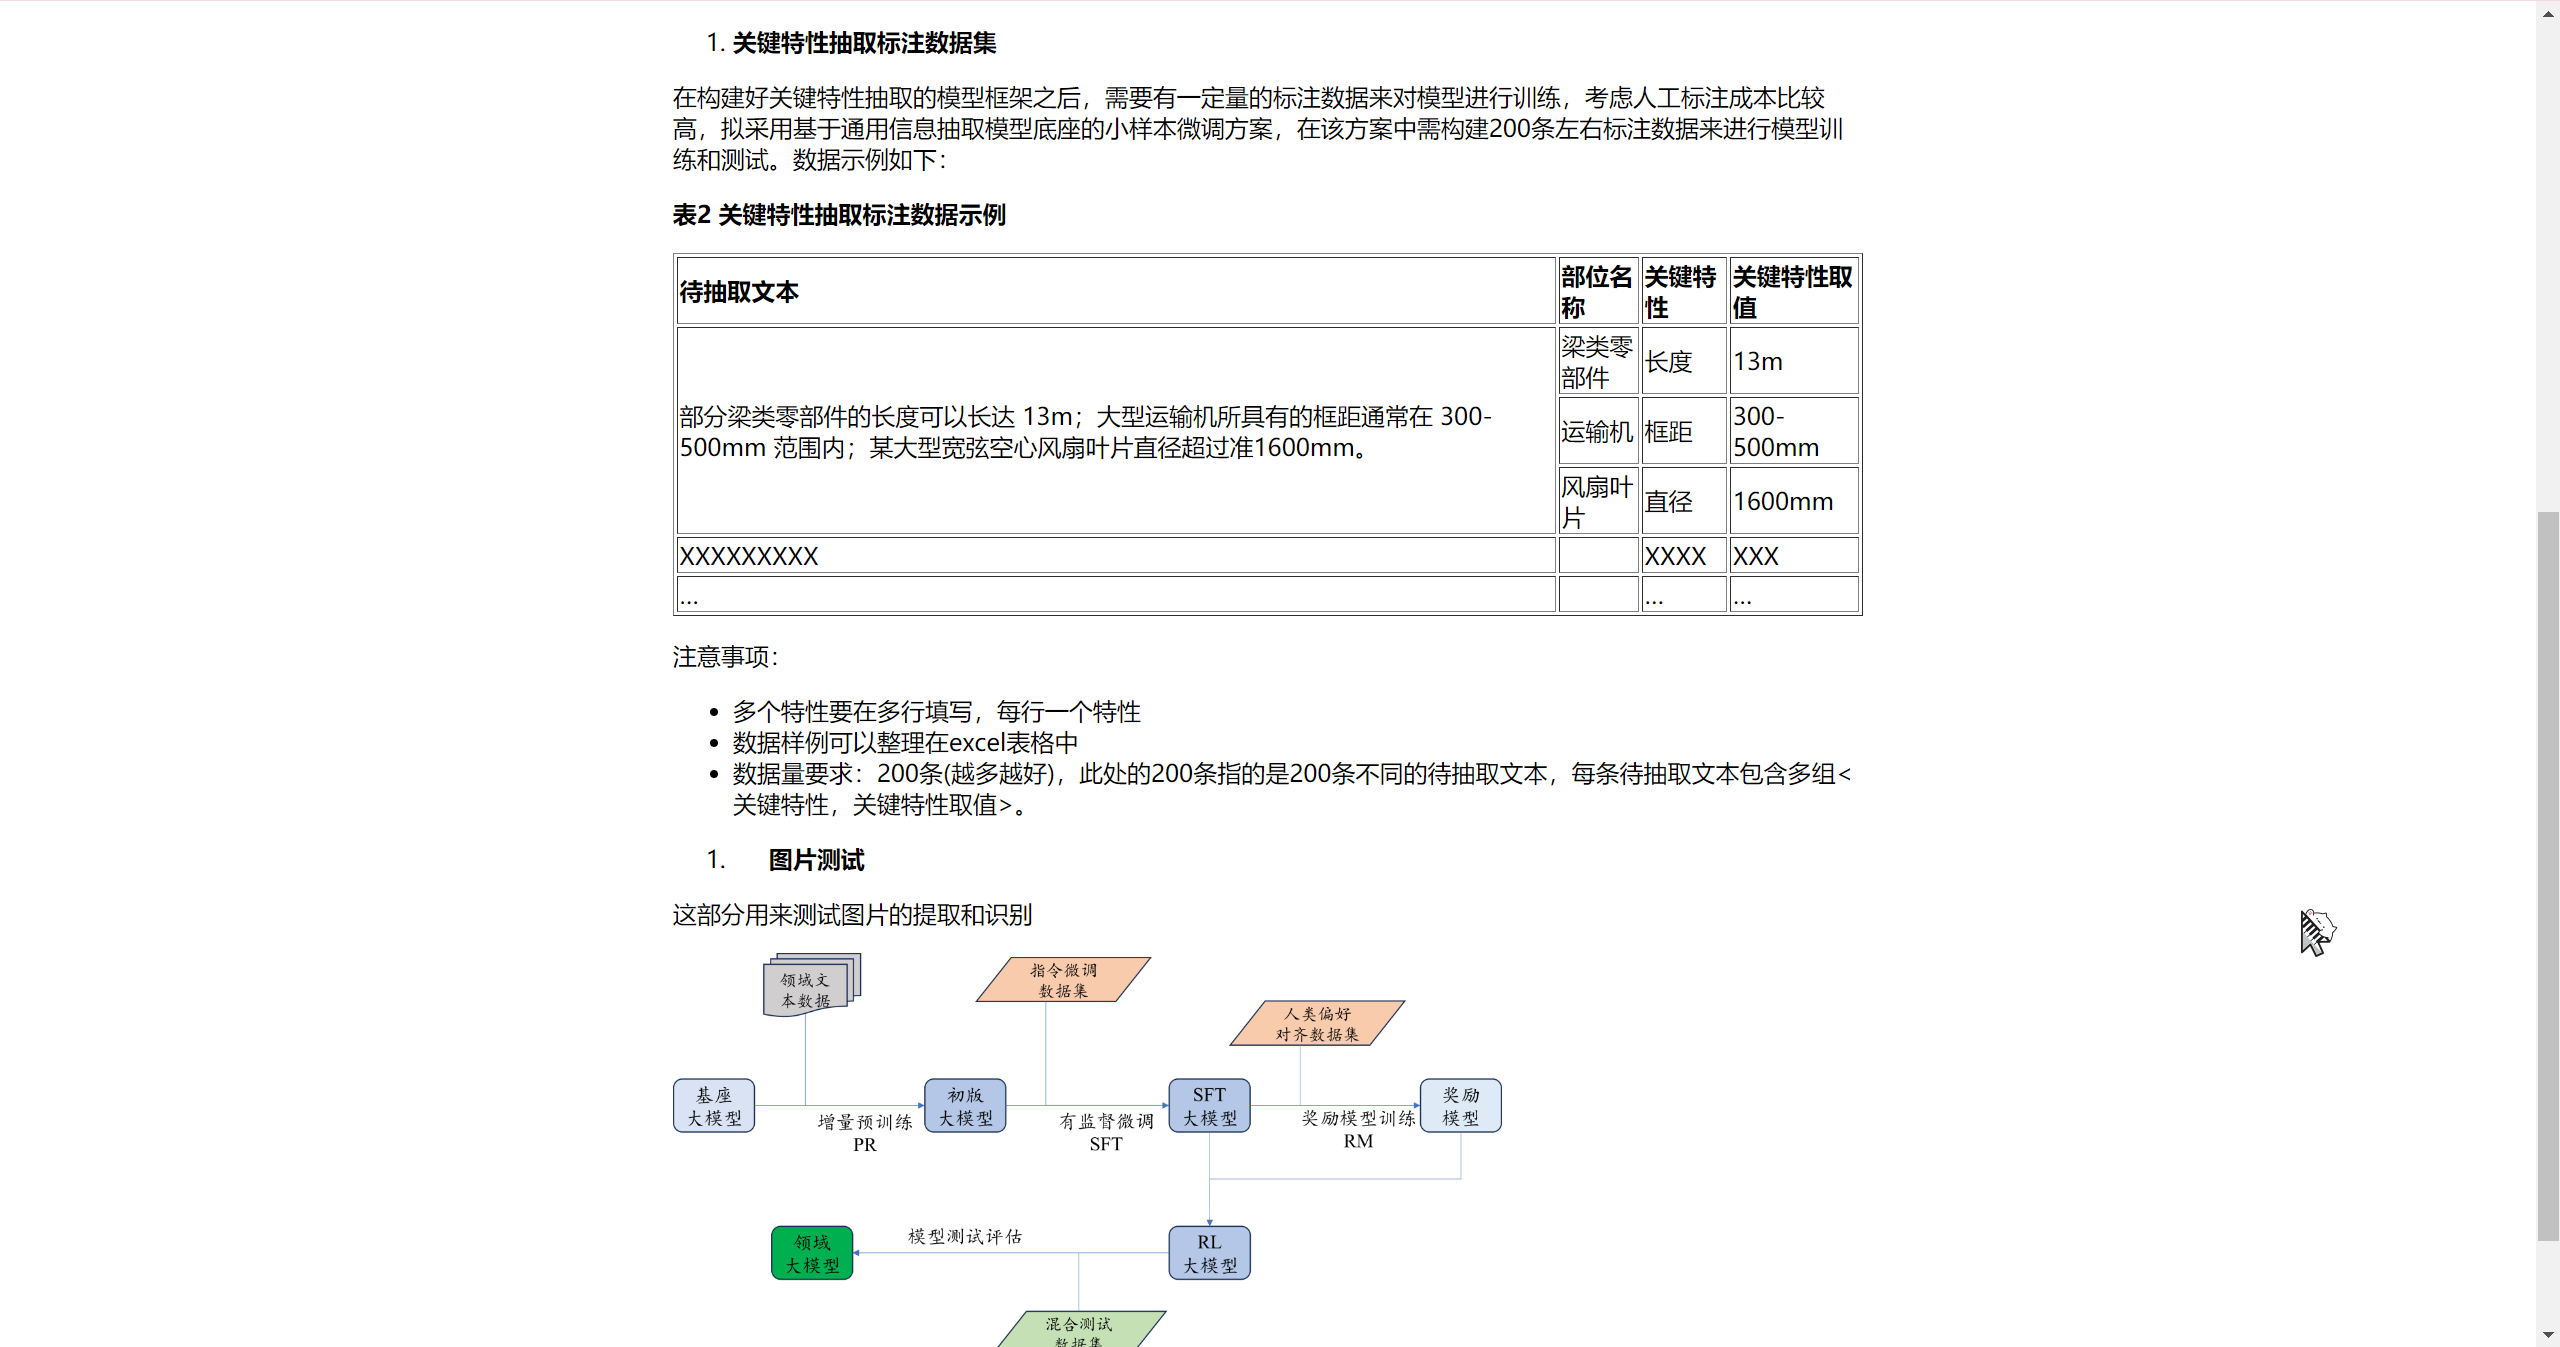 1. 关键特性抽取标注数据集
在构建好关键特性抽取的模型框架之后，需要有一定量的标注数据来对模型进行训练，考虑人工标注成本比较
高，拟采用基于通用信息抽取模型底座的小样本微调方案，在该方案中需构建200条左右标注数据来进行模型训
练和测试。数据示例如下：
表2 关键特性抽取标注数据示例
待抽取文本
部位名
称
关键特
性
关键特性取
值
部分梁类零部件的长度可以长达 13m；大型运输机所具有的框距通常在 300-
500mm 范围内；某大型宽弦空心风扇叶片直径超过准1600mm。
梁类零
部件
长度
13m
运输机
框距
300-
500mm
风扇叶
片
直径
1600mm
XXXXXXXXX
XXXX
XXX
...
...
...
注意事项：
• 多个特性要在多行填写，每行一个特性
• 数据样例可以整理在excel表格中
• 数据量要求：200条(越多越好)，此处的200条指的是200条不同的待抽取文本，每条待抽取文本包含多组<
关键特性，关键特性取值>。
1. 图片测试
这部分用来测试图片的提取和识别
领域文
本数据
指令微调
数据集
人类偏好
对齐数据集
基座
大模型
增量预训练
PR
初版
大模型
有监督微调
SFT
SFT
大模型
奖励模型训练
RM
奖励
模型
领域
大模型
模型测试评估
RL
大模型
混合测试
数据集